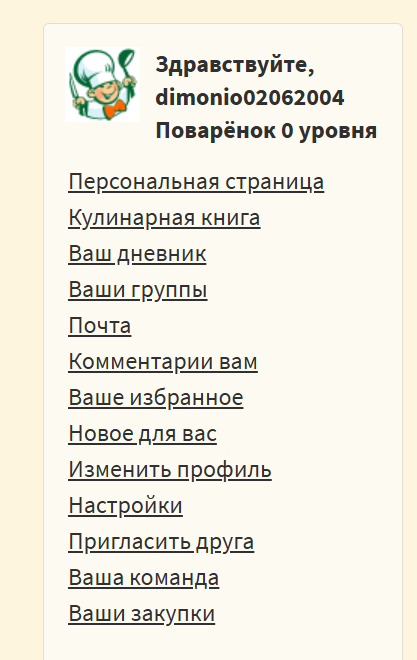 Здравствуйте,
dimonio02062004
Поварёнок 0 уровня
Персональная страница
Кулинарная книга
Ваш дневник
Ваши группы
Почта
Комментарии вам
Ваше избранное
Новое для вас
Изменить профиль
Настройки
Пригласить друга
Ваша команда
Ваши закупки